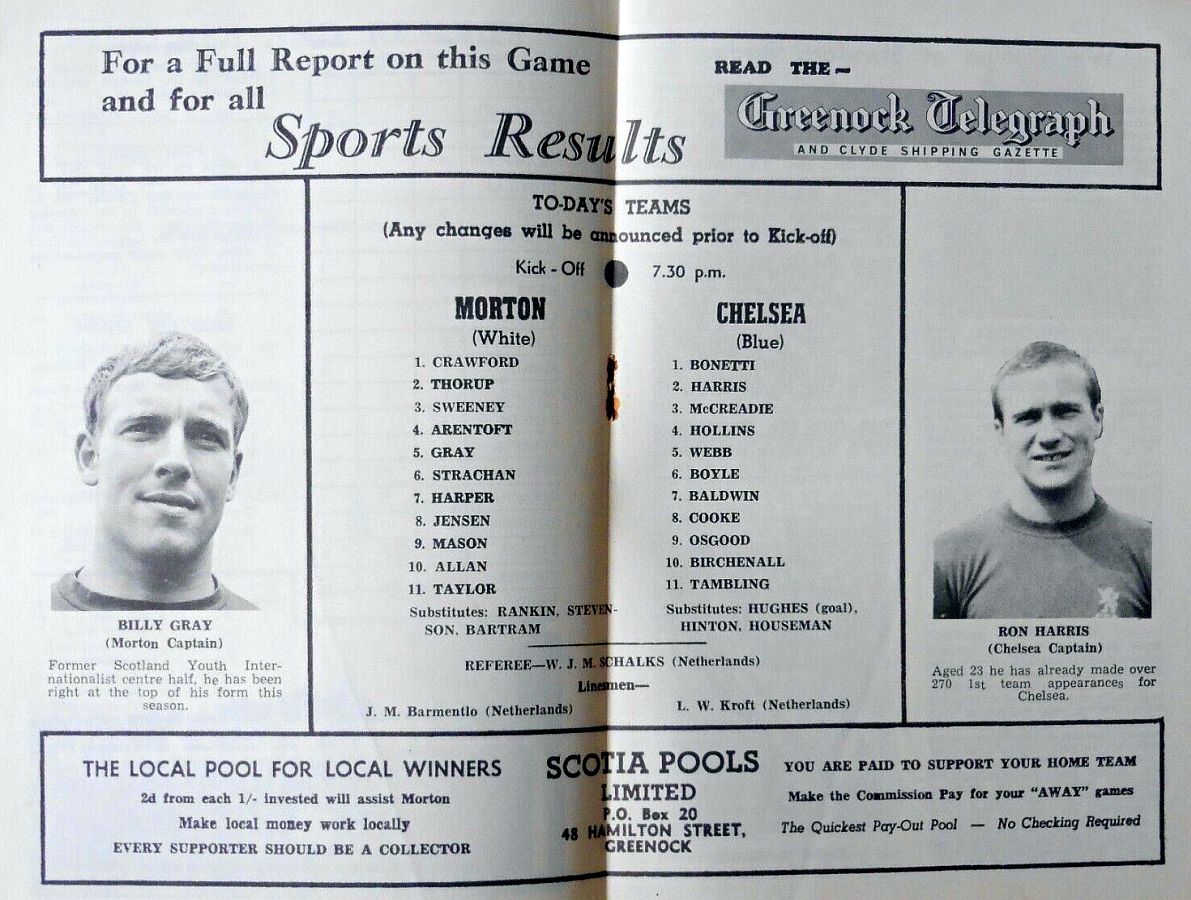 For a Full Report on this Game
and for all
Sports Results
READ THE—
Greenock Telegraph
AND CLYDE SHIPPING GAZETTE
TO-DAY'S TEAMS
(Any changes will be announced prior to Kick-off)
Kick - Off 7.30 p.m.
MORTON
(White)
1. CRAWFORD
2. THORUP
3. SWEENEY
4. ARENTOFT
5. GRAY
6. STRACHAN
7. HARPER
8. JENSEN
9. MASON
10. ALLAN
11. TAYLOR
Substitutes: RANKIN, STEVEN-
SON, BARTRAM
CHELSEA
(Blue)
1. BONETTI
2. HARRIS
3. McCREADIE
4. HOLLINS
5. WEBB
6. BOYLE
7. BALDWIN
8. COOKE
9. OSGOOD
10. BIRCHENALL
11. TAMBLING
Substitutes: HUGHES (goal),
HINTON, HOUSEMAN
REFEREE—W. J. M. SCHALKS (Netherlands)
Linesmen—
J. M. Barmentlo (Netherlands) L. W. Kroft (Netherlands)
BILLY GRAY
(Morton Captain)
Former Scotland Youth Inter-
nationalist centre half, he has been
right at the top of his form this
season.
RON HARRIS
(Chelsea Captain)
Aged 23 he has already made over
270 1st team appearances for
Chelsea.
THE LOCAL POOL FOR LOCAL WINNERS
2d from each 1/- invested will assist Morton
Make local money work locally
EVERY SUPPORTER SHOULD BE A COLLECTOR
SCOTIA POOLS
LIMITED
P.O. Box 20
48 HAMILTON STREET,
GREENOCK
YOU ARE PAID TO SUPPORT YOUR HOME TEAM
Make the Commission Pay for your "AWAY" games
The Quickest Pay-Out Pool — No Checking Required